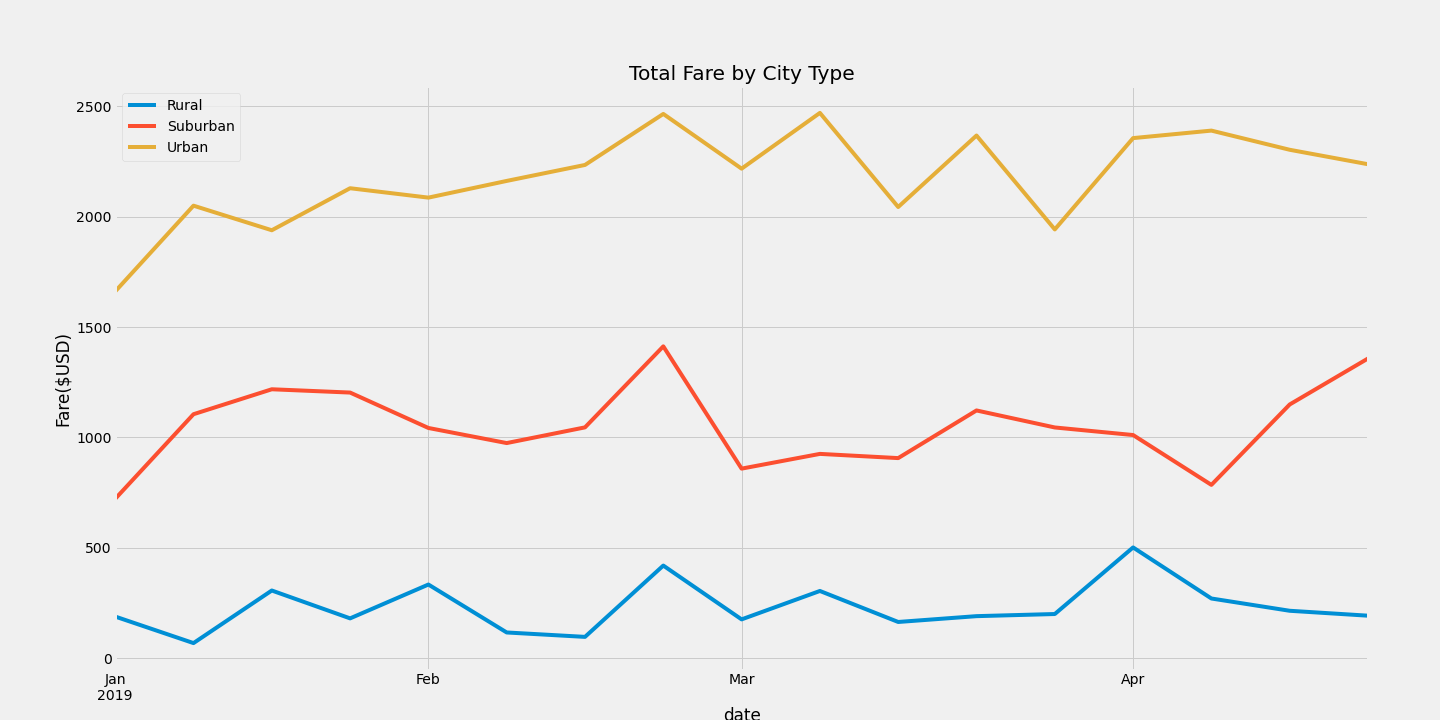 Total Fare by City Type
Rural
Suburban
Urban
2500
2000
1500
1000
500
0
Fare($USD)
Jan Feb Mar Apr
2019
date